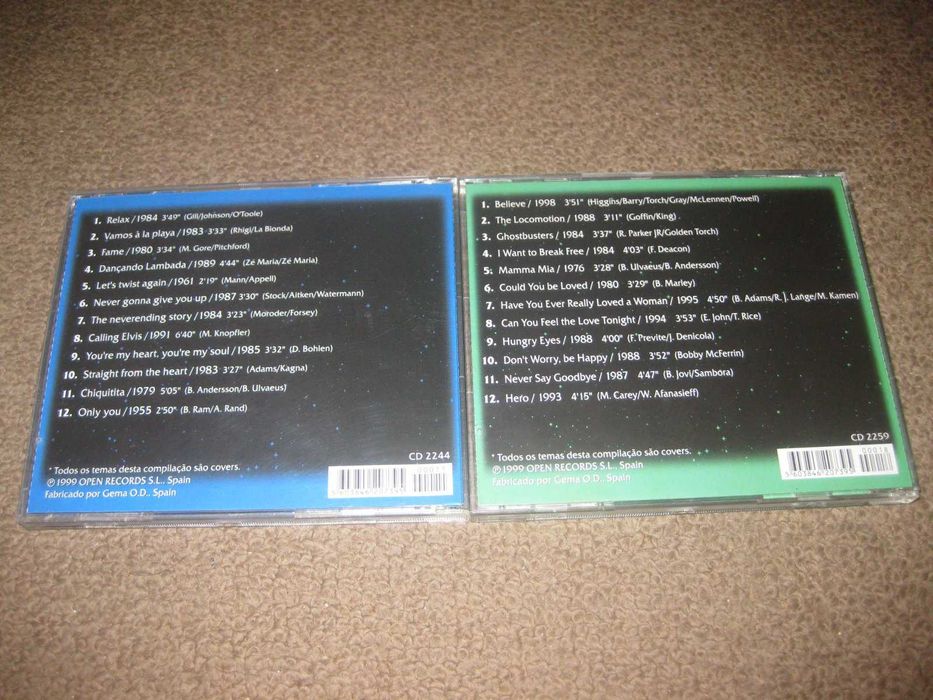 1. Relax / 1984 3'49" (Gill/Johnson/O'Toole)
2. Vamos à la playa / 1983 3'33" (Rhigi/La Bionda)
3. Fame / 1980 3'34" (M. Gore/Pitchford)
4. Dançando Lambada / 1989 4'44" (Zé Maria/Zé Maria)
5. Let's twist again / 1961 2'19" (Mann/Appell)
6. Never gonna give you up / 1987 3'30" (Stock/Aitken/Watermann)
7. The neverending story / 1984 3'23" (Moroder/Forsey)
8. Calling Elvis / 1991 6'40" (M. Knopfler)
9. You're my heart, you're my soul / 1985 3'32" (D. Bohlen)
10. Straight from the heart / 1983 3'27" (Adams/Kagna)
11. Chiquitita / 1979 5'05" (B. Andersson/B. Ulvaeus)
12. Only you / 1955 2'50" (B. Ram/A. Rand)
CD 2244
* Todos os temas desta compilação são covers.
℗ 1999 OPEN RECORDS S.L., Spain
Fabricado por Gema O.D., Spain
1. Believe / 1998 3'51" (Higgins/Barry/Torch/Gray/McLennen/Powell)
2. The Locomotion / 1988 3'11" (Goffin/King)
3. Ghostbusters / 1984 3'37" (R. Parker JR/Golden Torch)
4. I Want to Break Free / 1984 4'03" (F. Deacon)
5. Mamma Mia / 1976 3'28" (B. Ulvaeus/B. Andersson)
6. Could You be Loved / 1980 3'29" (B. Marley)
7. Have You Ever Really Loved a Woman / 1995 4'50" (B. Adams/R. J. Lange/M. Kamen)
8. Can You Feel the Love Tonight / 1994 3'53" (E. John/T. Rice)
9. Hungry Eyes / 1988 4'00" (F. Previte/J. Denicola)
10. Don't Worry, be Happy / 1988 3'52" (Bobby McFerrin)
11. Never Say Goodbye / 1987 4'47" (B. Jovi/Sambora)
12. Hero / 1993 4'15" (M. Carey/W. Afanasieff)
CD 2259
* Todos os temas desta compilação são covers.
℗ 1999 OPEN RECORDS S.L., Spain
Fabricado por Gema O.D., Spain
00016